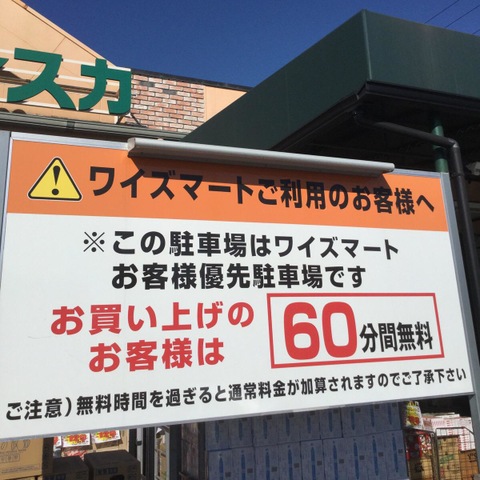 スカ
ワイズマートご利用のお客様へ
※この駐車場はワイズマート
お客様優先駐車場です
お買い上げの
お客様は
60分間無料
ご注意)無料時間を過ぎると通常料金が加算されますのでご了承下さい